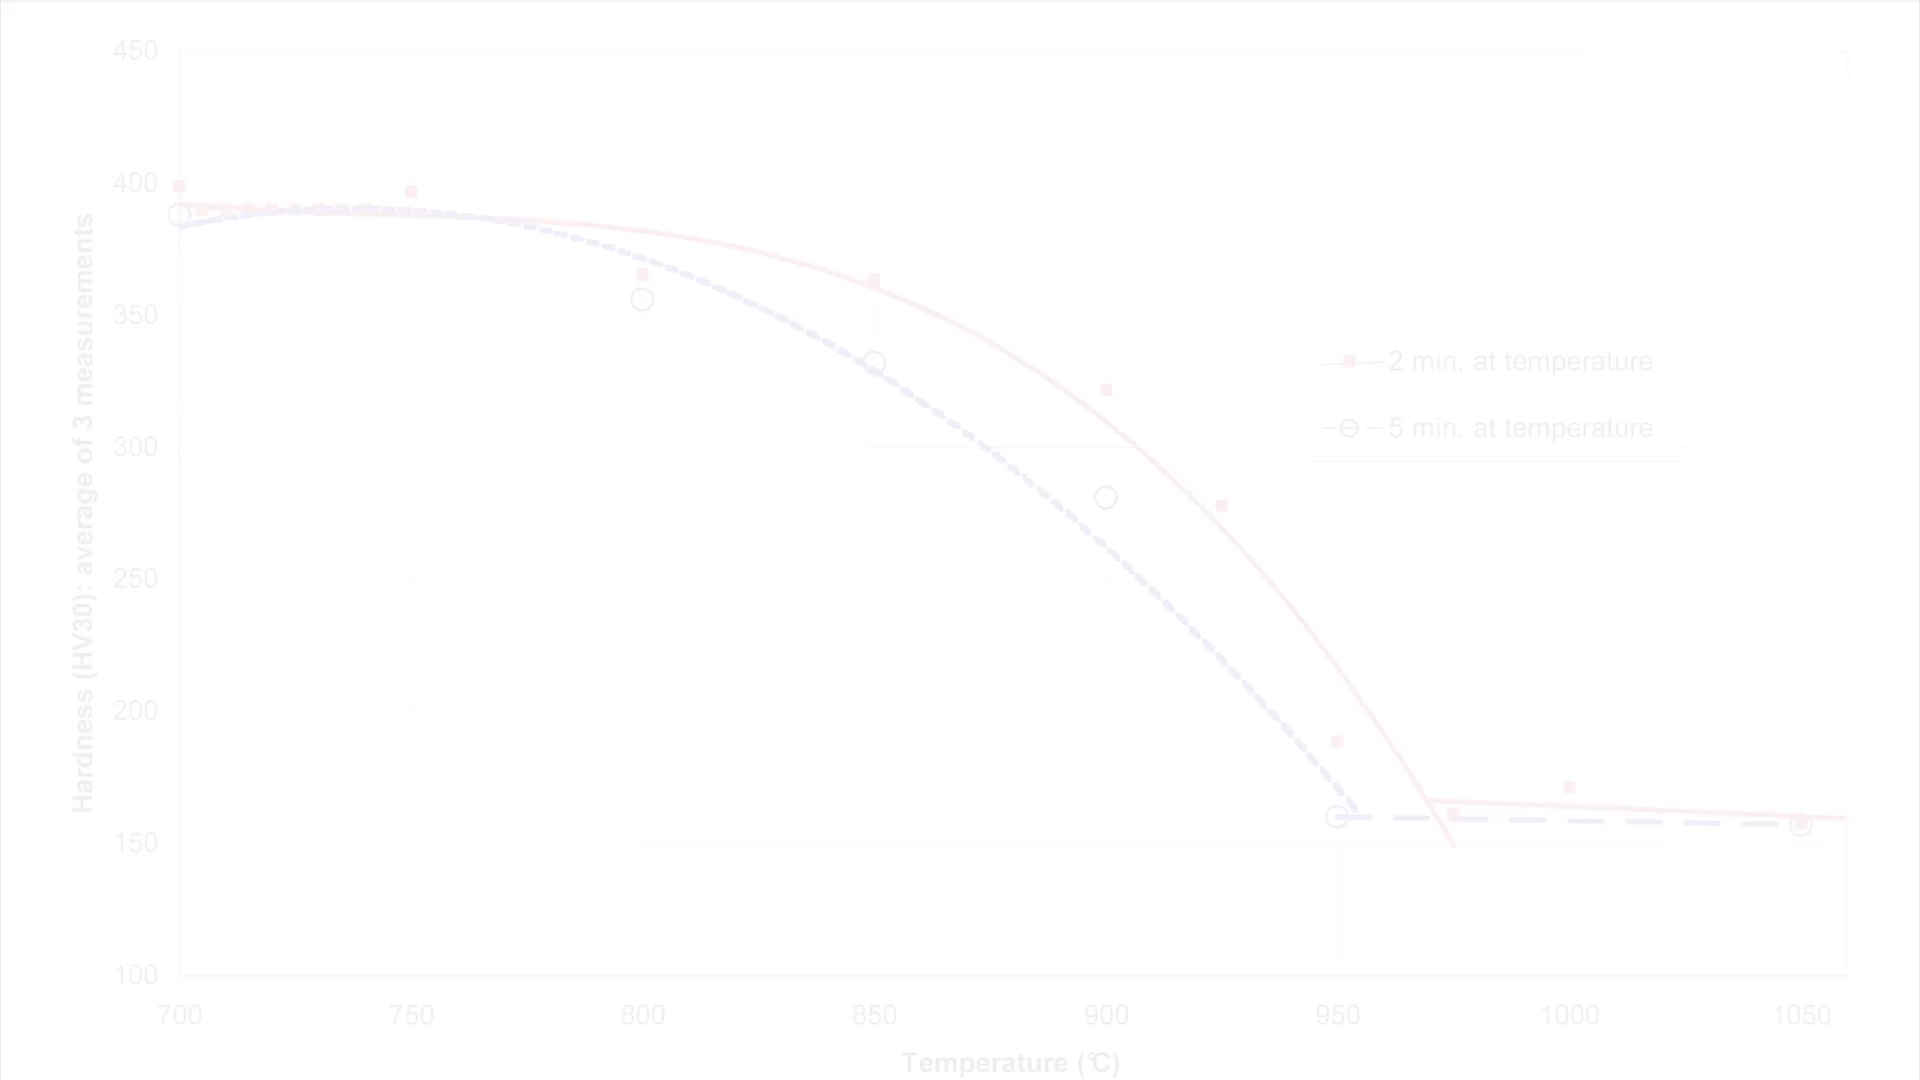 450
400
350
300
250
200
150
100
Hardness (HV30): average of 3 measurements
2 min. at temperature
5 min. at temperature
700 750 800 850 900 950 1000 1050
Temperature (°C)